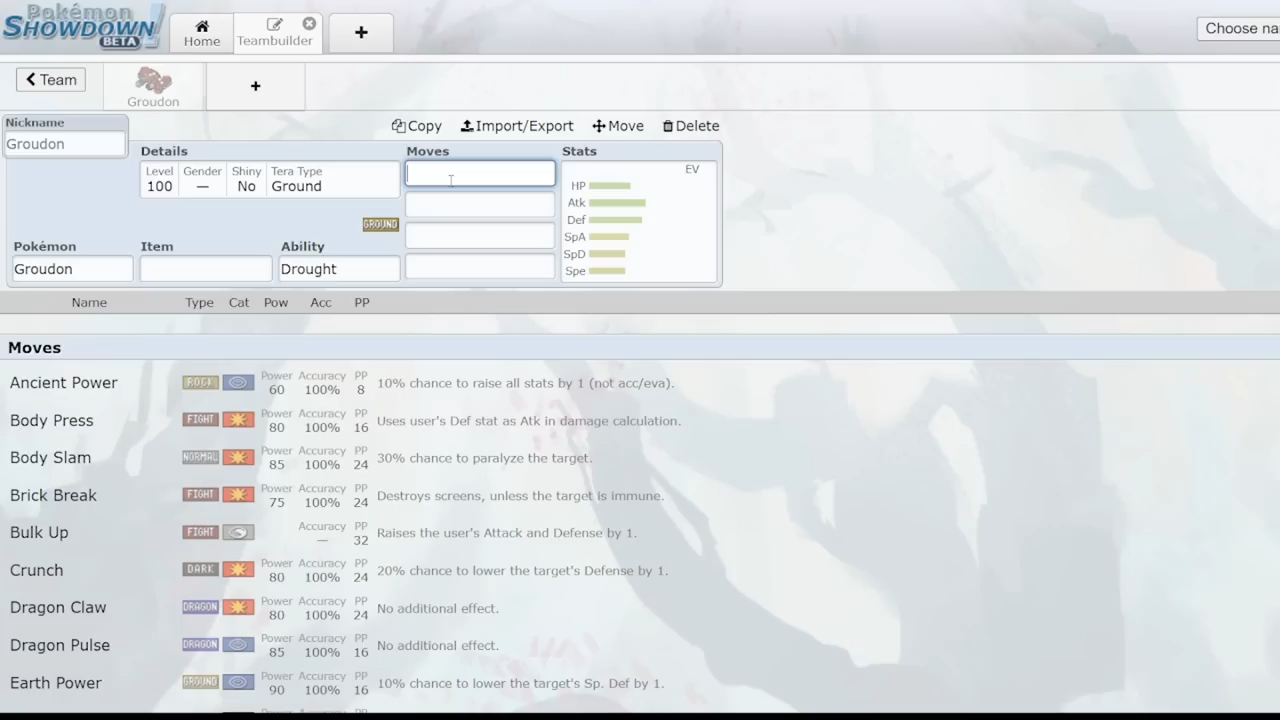 Pokémon
SHOWDOWN!
BETA
Home
Teambuilder
+
Choose na
< Team
Groudon
+
Nickname
Groudon
Copy Import/Export Move Delete
Details
Level Gender Shiny Tera Type
100 — No Ground
GROUND
Pokémon Item Ability
Groudon Drought
Moves
Stats
EV
HP
Atk
Def
SpA
SpD
Spe
Name Type Cat Pow Acc PP
Moves
Ancient Power ROCK Power 60 Accuracy 100% PP 8 10% chance to raise all stats by 1 (not acc/eva).
Body Press FIGHT Power 80 Accuracy 100% PP 16 Uses user's Def stat as Atk in damage calculation.
Body Slam NORMAL Power 85 Accuracy 100% PP 24 30% chance to paralyze the target.
Brick Break FIGHT Power 75 Accuracy 100% PP 24 Destroys screens, unless the target is immune.
Bulk Up FIGHT Accuracy — PP 32 Raises the user's Attack and Defense by 1.
Crunch DARK Power 80 Accuracy 100% PP 24 20% chance to lower the target's Defense by 1.
Dragon Claw DRAGON Power 80 Accuracy 100% PP 24 No additional effect.
Dragon Pulse DRAGON Power 85 Accuracy 100% PP 16 No additional effect.
Earth Power GROUND Power 90 Accuracy 100% PP 16 10% chance to lower the target's Sp. Def by 1.